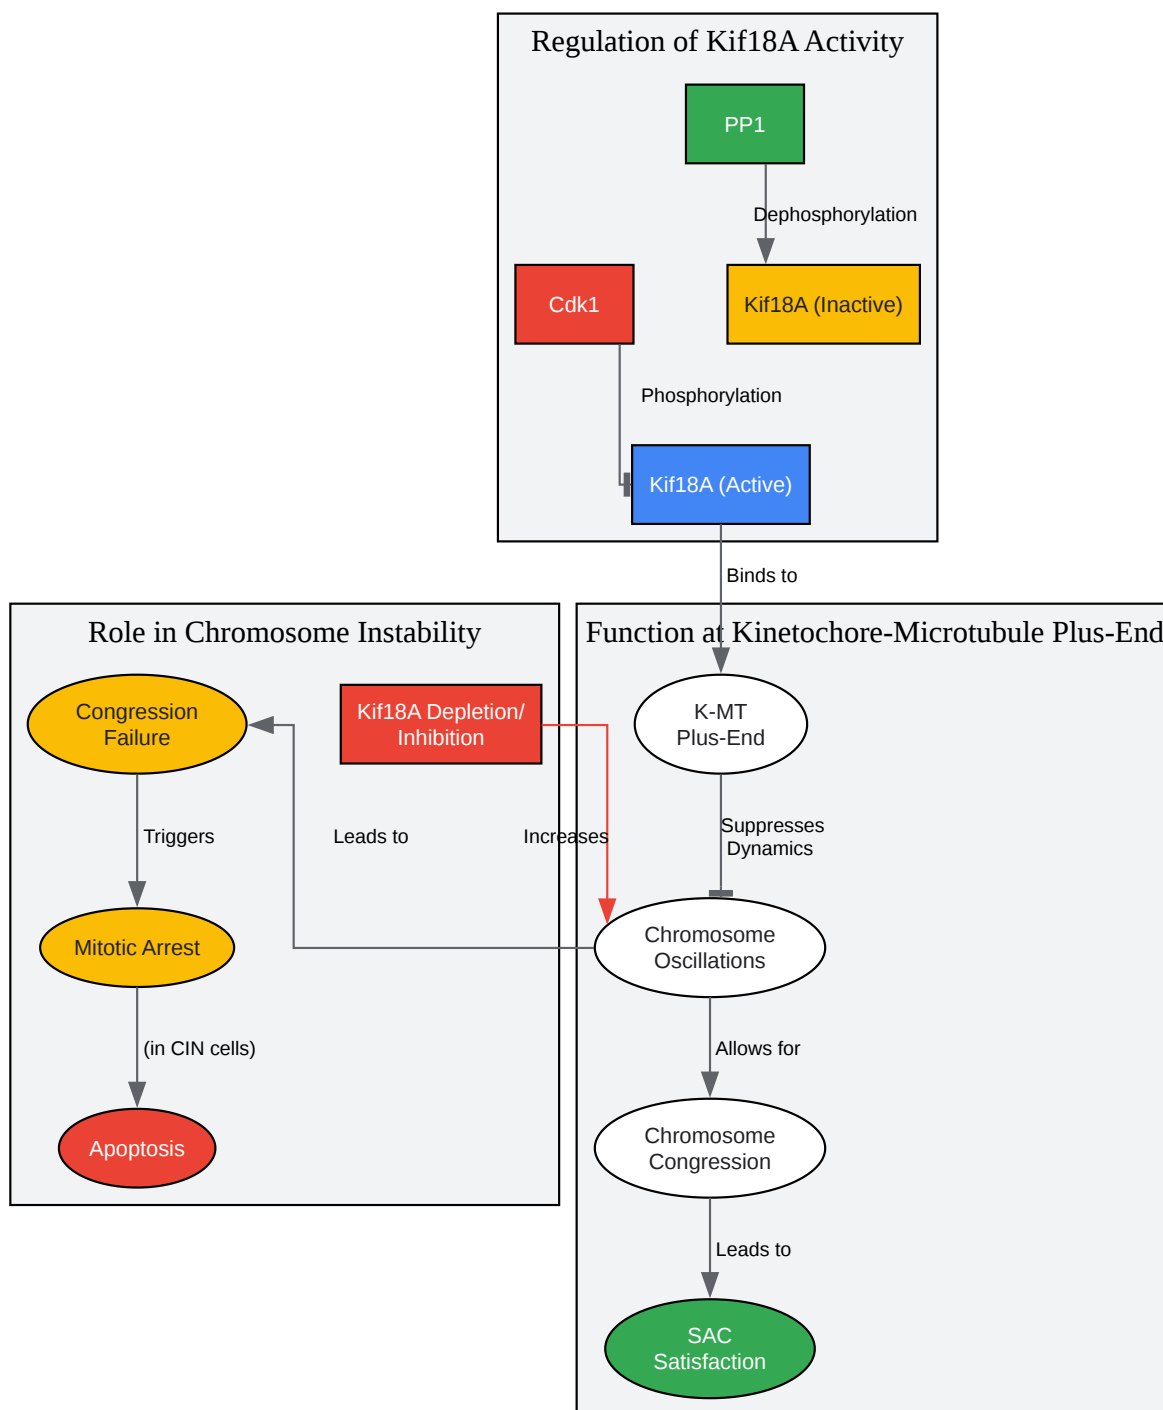 Regulation of Kif18A Activity
PP1
Dephosphorylation
Cdk1
Kif18A (Inactive)
Phosphorylation
Kif18A (Active)
Binds to
Role in Chromosome Instability
Congression
Failure
Kif18A Depletion/
Inhibition
Triggers
Leads to
Increases
Mitotic Arrest
(in CIN cells)
Apoptosis
Function at Kinetochore-Microtubule Plus-End
K-MT
Plus-End
Suppresses
Dynamics
Chromosome
Oscillations
Allows for
Chromosome
Congression
Leads to
SAC
Satisfaction